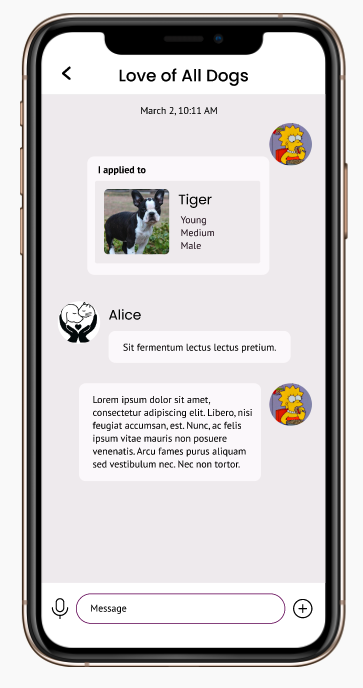 Love of All Dogs
March 2, 10:11 AM
I applied to
Tiger
Young
Medium
Male
Alice
Sit fermentum lectus lectus pretium.
Lorem ipsum dolor sit amet,
consectetur adipiscing elit. Libero, nisi
feugiat accumsan, est. Nunc, ac felis
ipsum vitae mauris non posuere
venenatis. Arcu fames purus aliquam
sed vestibulum nec. Nec non tortor.
Message